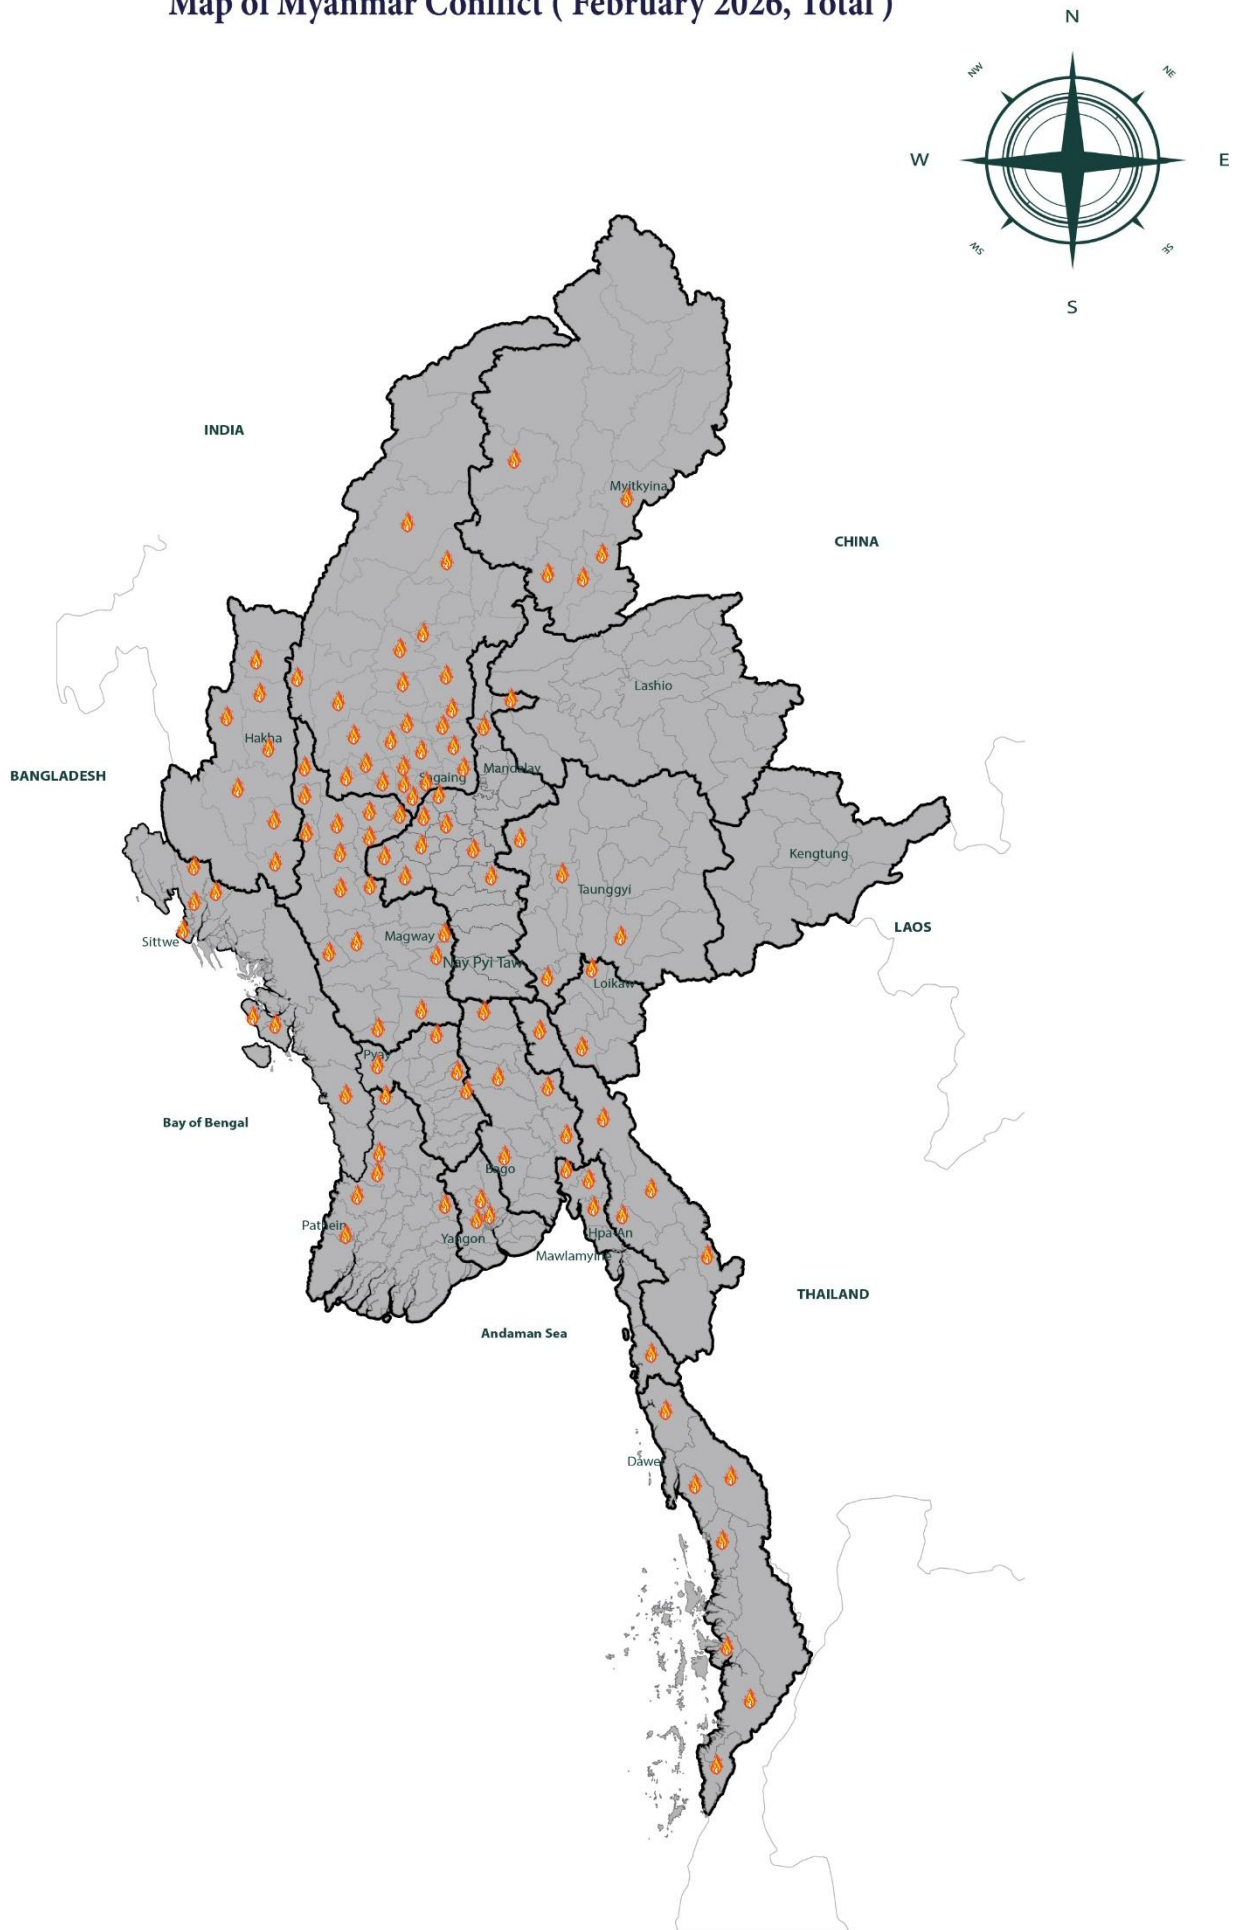 Map of Myanmar Conflict ( February 2026, Total )
N
NW
NE
W
E
SW
SE
S
INDIA
Myitkyina
CHINA
Lashio
Hakha
Mandalay
BANGLADESH
Sagaing
Kengtung
Taunggyi
LAOS
Magway
Sittwe
Nay Pyi Taw
Loikaw
Pyay
Bay of Bengal
Bago
Pathein
Hpa-An
Yangon
Mawlamyine
THAILAND
Andaman Sea
Dawei